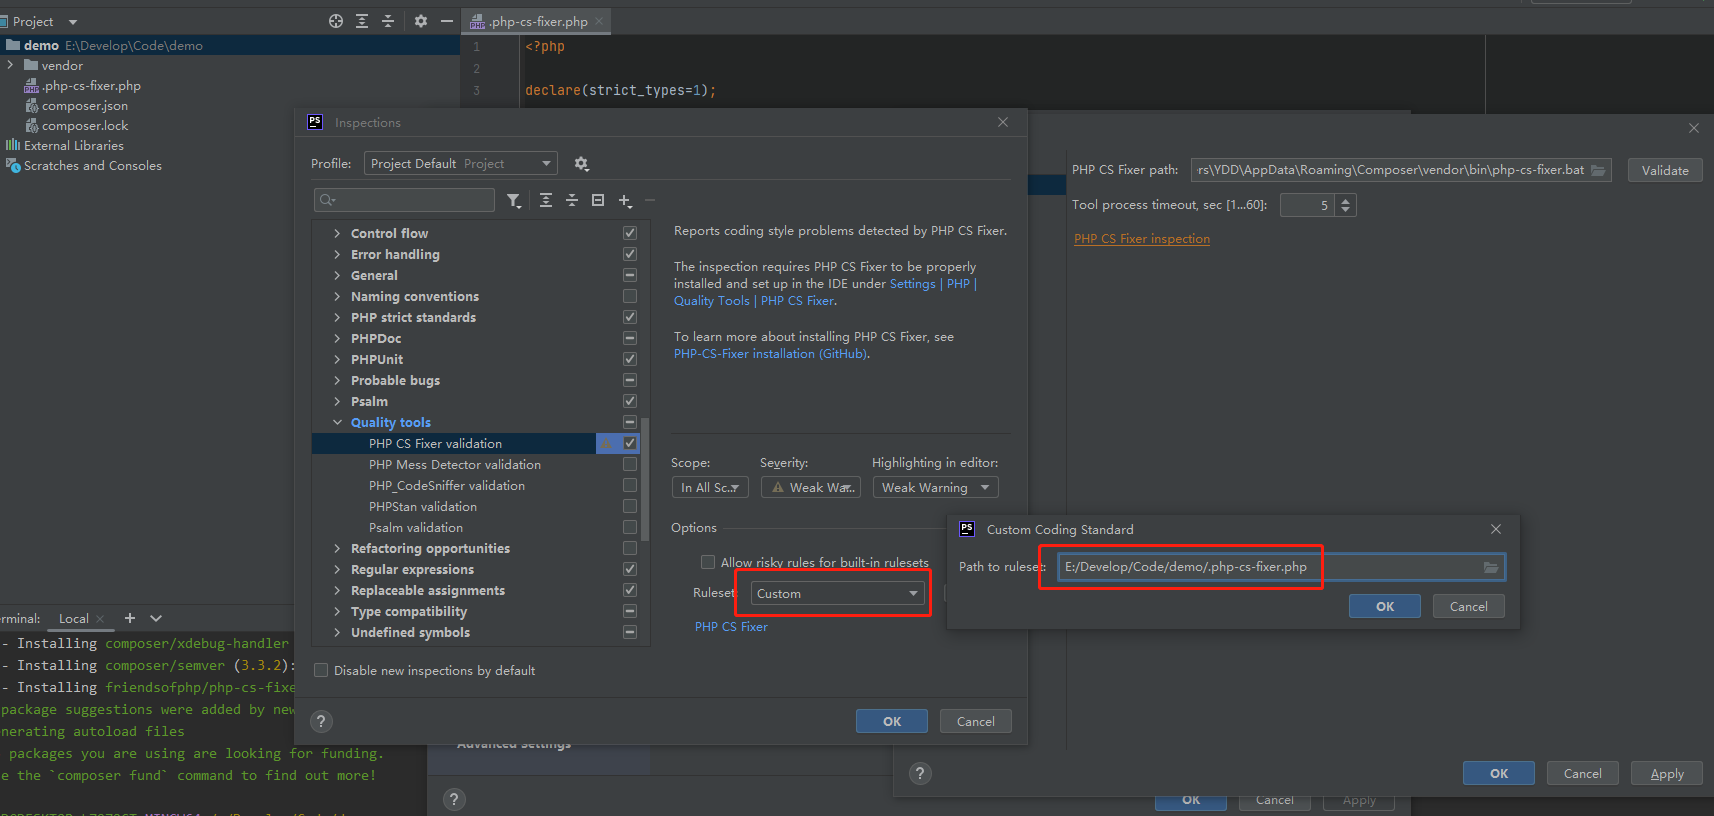 Project
demo E:\Develop\Code\demo
vendor
.php-cs-fixer.php
composer.json
composer.lock
External Libraries
Scratches and Consoles
.php-cs-fixer.php
1 <?php
2
3 declare(strict_types=1);
PS Inspections
Profile: Project Default Project
Control flow
Error handling
General
Naming conventions
PHP strict standards
PHPDoc
PHPUnit
Probable bugs
Psalm
Quality tools
PHP CS Fixer validation
PHP Mess Detector validation
PHP_CodeSniffer validation
PHPStan validation
Psalm validation
Refactoring opportunities
Regular expressions
Replaceable assignments
Type compatibility
Undefined symbols
Disable new inspections by default
Reports coding style problems detected by PHP CS Fixer.
The inspection requires PHP CS Fixer to be properly
installed and set up in the IDE under Settings | PHP |
Quality Tools | PHP CS Fixer.
To learn more about installing PHP CS Fixer, see
PHP-CS-Fixer installation (GitHub).
Scope: Severity: Highlighting in editor:
In All Sc.. Weak Wa... Weak Warning
Options
Allow risky rules for built-in rulesets
Ruleset Custom
PHP CS Fixer
? OK Cancel
PHP CS Fixer path: rs\YDD\AppData\Roaming\Composer\vendor\bin\php-cs-fixer.bat Validate
Tool process timeout, sec [1...60]: 5
PHP CS Fixer inspection
PS Custom Coding Standard
Path to ruleset: E:/Develop/Code/demo/.php-cs-fixer.php
OK Cancel
? OK Cancel Apply
Advanced Settings
? OK Cancel Apply
rminal: Local
- Installing composer/xdebug-handler
- Installing composer/semver (3.3.2):
- Installing friendsofphp/php-cs-fixe
package suggestions were added by new
nerating autoload files
packages you are using are looking for funding.
e the `composer fund` command to find out more!